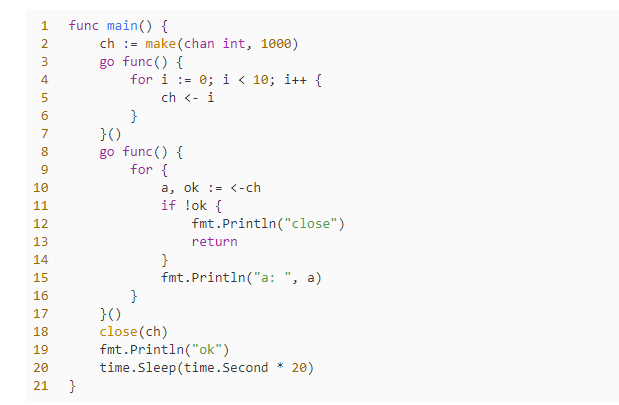 1 func main() {
2     ch := make(chan int, 1000)
3     go func() {
4         for i := 0; i < 10; i++ {
5             ch <- i
6         }
7     }()
8     go func() {
9         for {
10             a, ok := <-ch
11             if !ok {
12                 fmt.Println("close")
13                 return
14             }
15             fmt.Println("a: ", a)
16         }
17     }()
18     close(ch)
19     fmt.Println("ok")
20     time.Sleep(time.Second * 20)
21 }